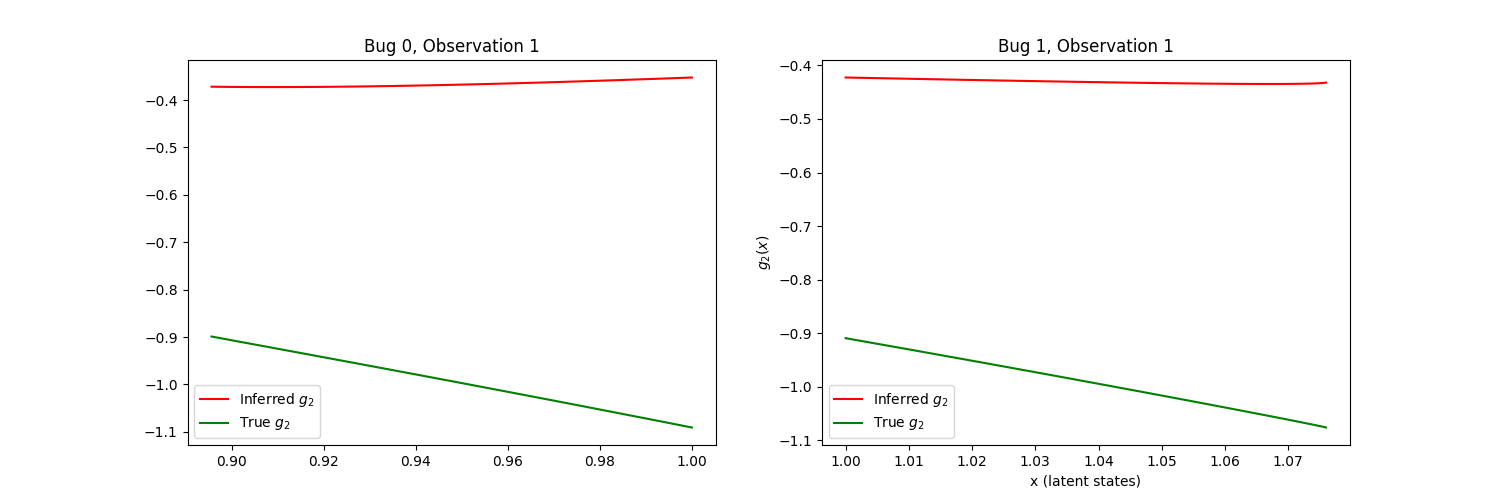 Bug 0, Observation 1
−0.4
−0.5
−0.6
−0.7
−0.8
−0.9
−1.0
−1.1
Inferred g₂
True g₂
0.90 0.92 0.94 0.96 0.98 1.00
Bug 1, Observation 1
g₂(x)
−0.4
−0.5
−0.6
−0.7
−0.8
−0.9
−1.0
−1.1
Inferred g₂
True g₂
1.00 1.01 1.02 1.03 1.04 1.05 1.06 1.07
x (latent states)